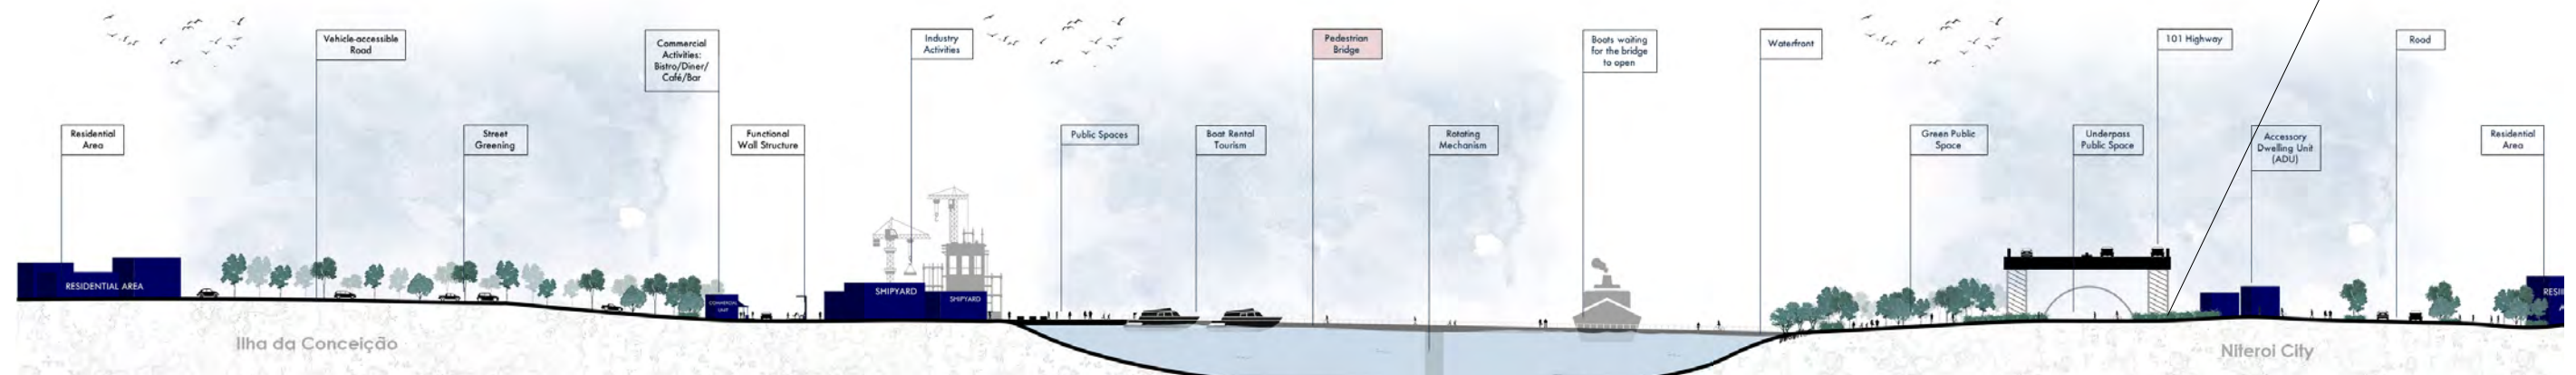 Vehicle-accessible
Road
Commercial
Activities:
Bistro/Diner/
Café/Bar
Industry
Activities
Pedestrian
Bridge
Boats waiting
for the bridge
to open
Waterfront
101 Highway
Road
Residential
Area
Street
Greening
Functional
Wall Structure
Public Spaces
Boat Rental
Tourism
Rotating
Mechanism
Green Public
Space
Underpass
Public Space
Accessory
Dwelling Unit
(ADU)
Residential
Area
RESIDENTIAL AREA
COMMERCIAL
UNIT
SHIPYARD
SHIPYARD
Ilha da Conceição
Niteroi City